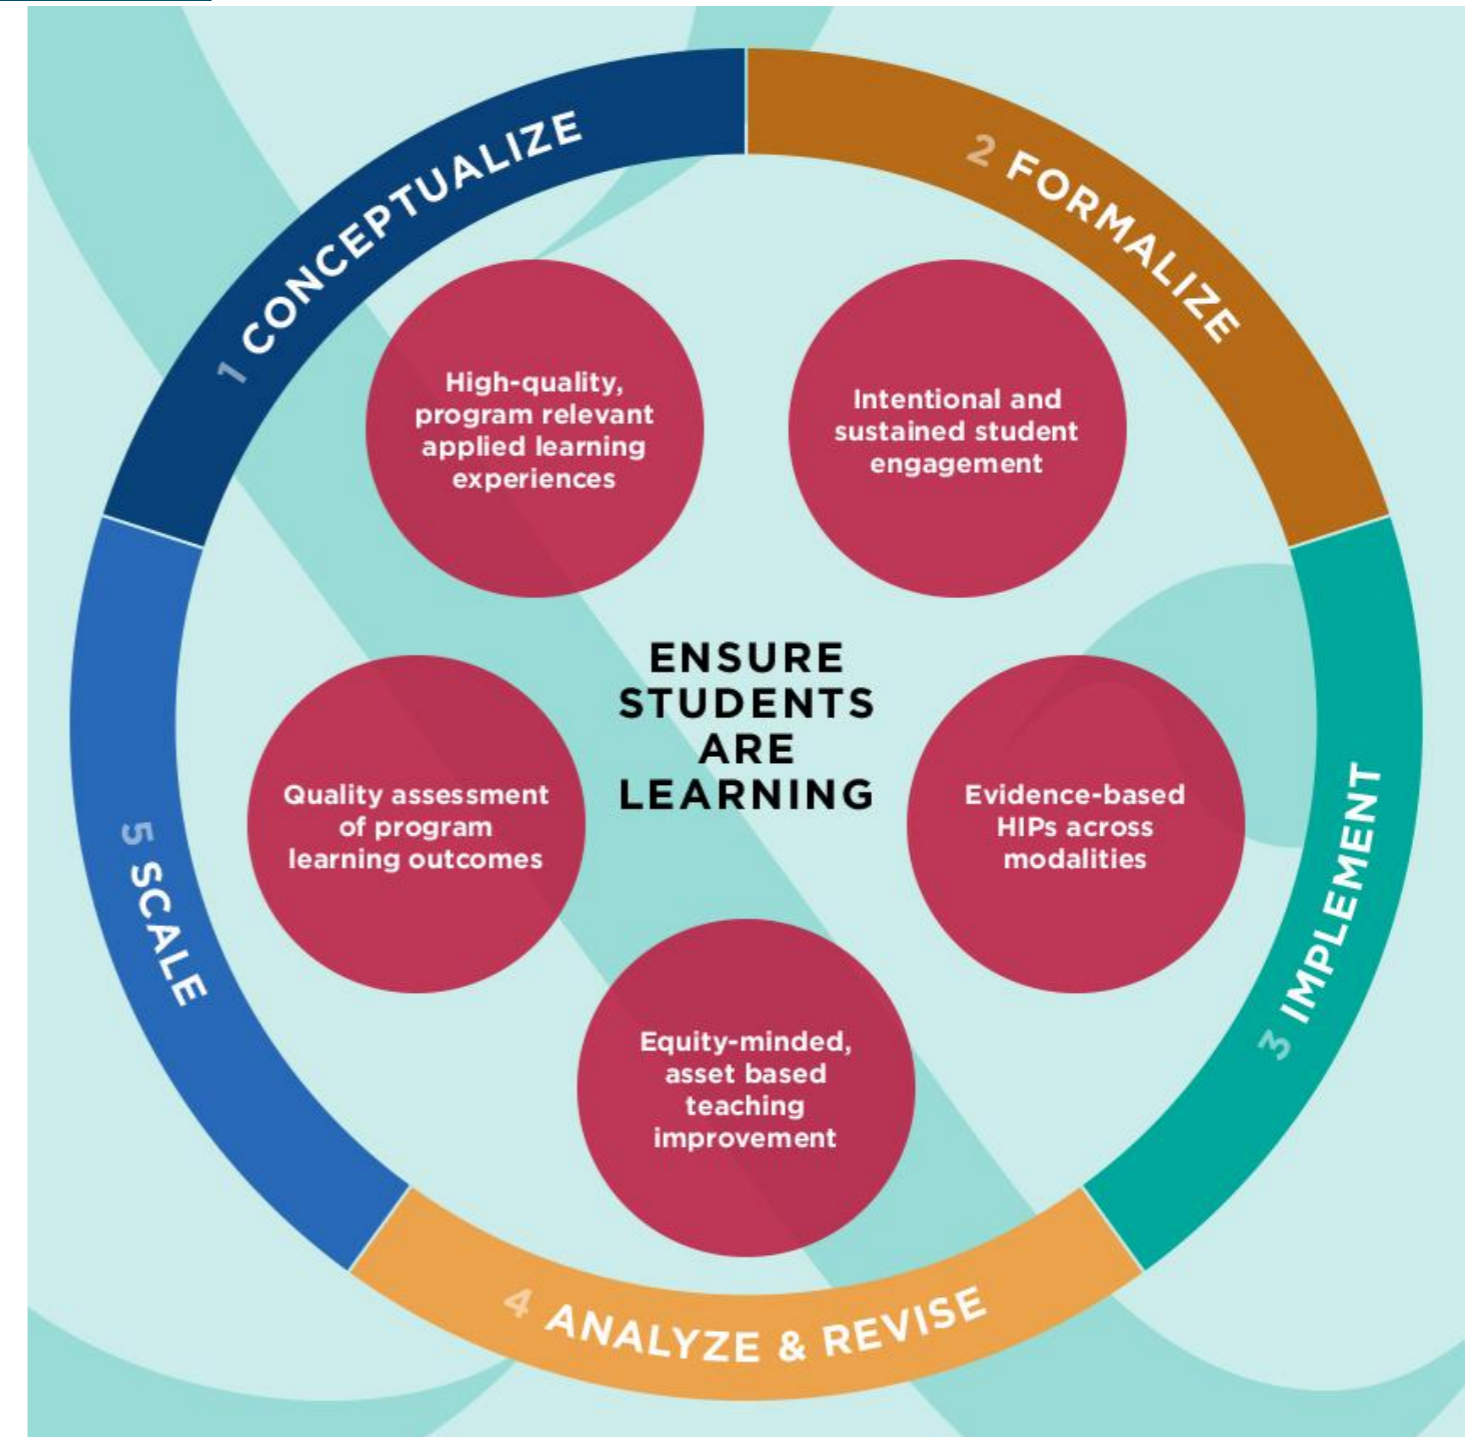 1 CONCEPTUALIZE
2 FORMALIZE
3 IMPLEMENT
4 ANALYZE & REVISE
5 SCALE
High-quality,
program relevant
applied learning
experiences
Intentional and
sustained student
engagement
ENSURE
STUDENTS
ARE
LEARNING
Quality assessment
of program
learning outcomes
Evidence-based
HIPs across
modalities
Equity-minded,
asset based
teaching
improvement